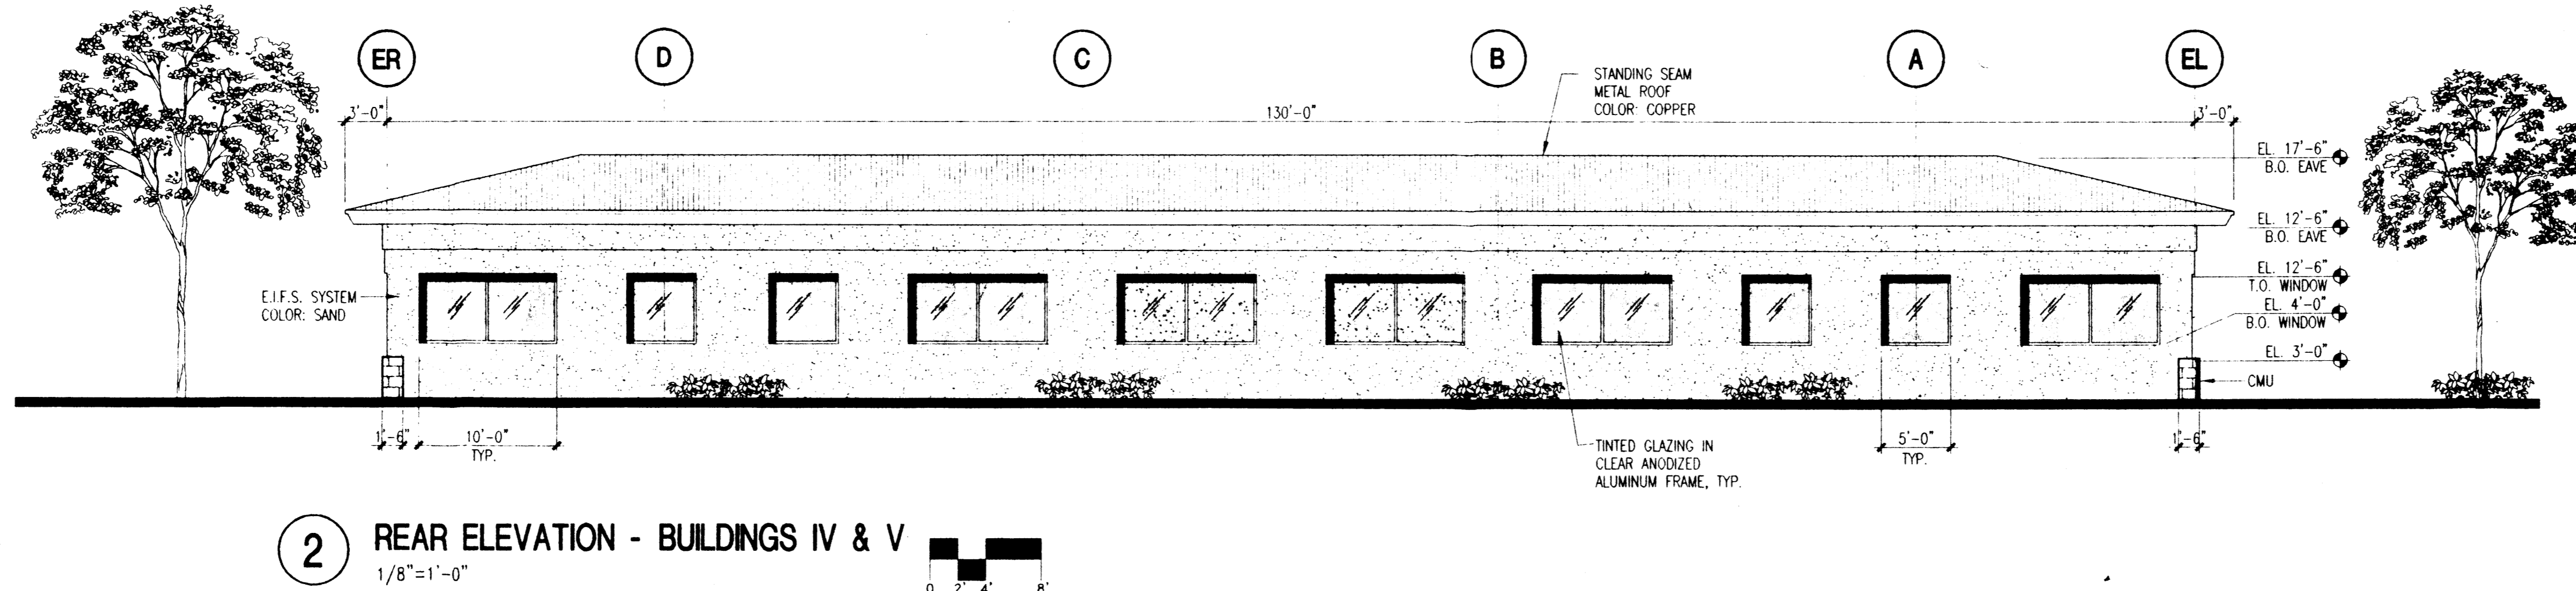 ER
D
C
B
A
EL
STANDING SEAM
METAL ROOF
COLOR: COPPER
3'-0"
130'-0"
3'-0"
EL. 17'-6"
B.O. EAVE
EL. 12'-6"
B.O. EAVE
EL. 12'-6"
T.O. WINDOW
EL. 4'-0"
B.O. WINDOW
EL. 3'-0"
CMU
E.I.F.S. SYSTEM
COLOR: SAND
1'-6"
10'-0"
TYP.
TINTED GLAZING IN
CLEAR ANODIZED
ALUMINUM FRAME, TYP.
5'-0"
TYP.
1'-6"
2
REAR ELEVATION - BUILDINGS IV & V
1/8"=1'-0"
0 2' 4' 8'